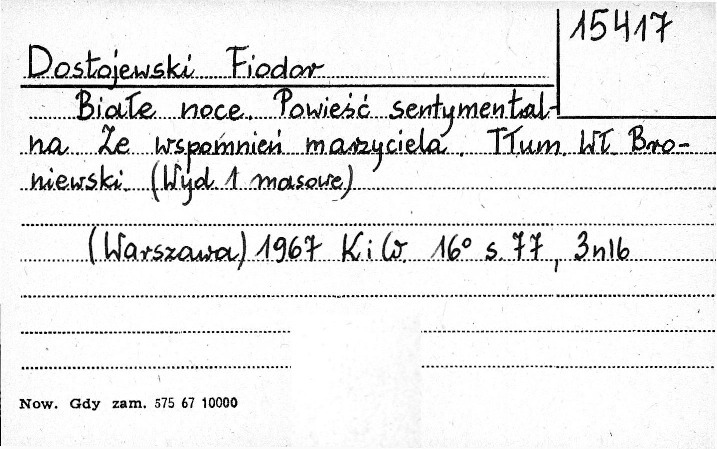 15417
Dostojewski Fiodor
Białe noce. Powieść sentymental-
na Ze wspomnień marzyciela. Tłum. Wł. Bro-
niewski. (Wyd. 1 masowe)
(Warszawa) 1967 KiW. 16° s. 77, 3nlb
Now. Gdy zam. 575 67 10000